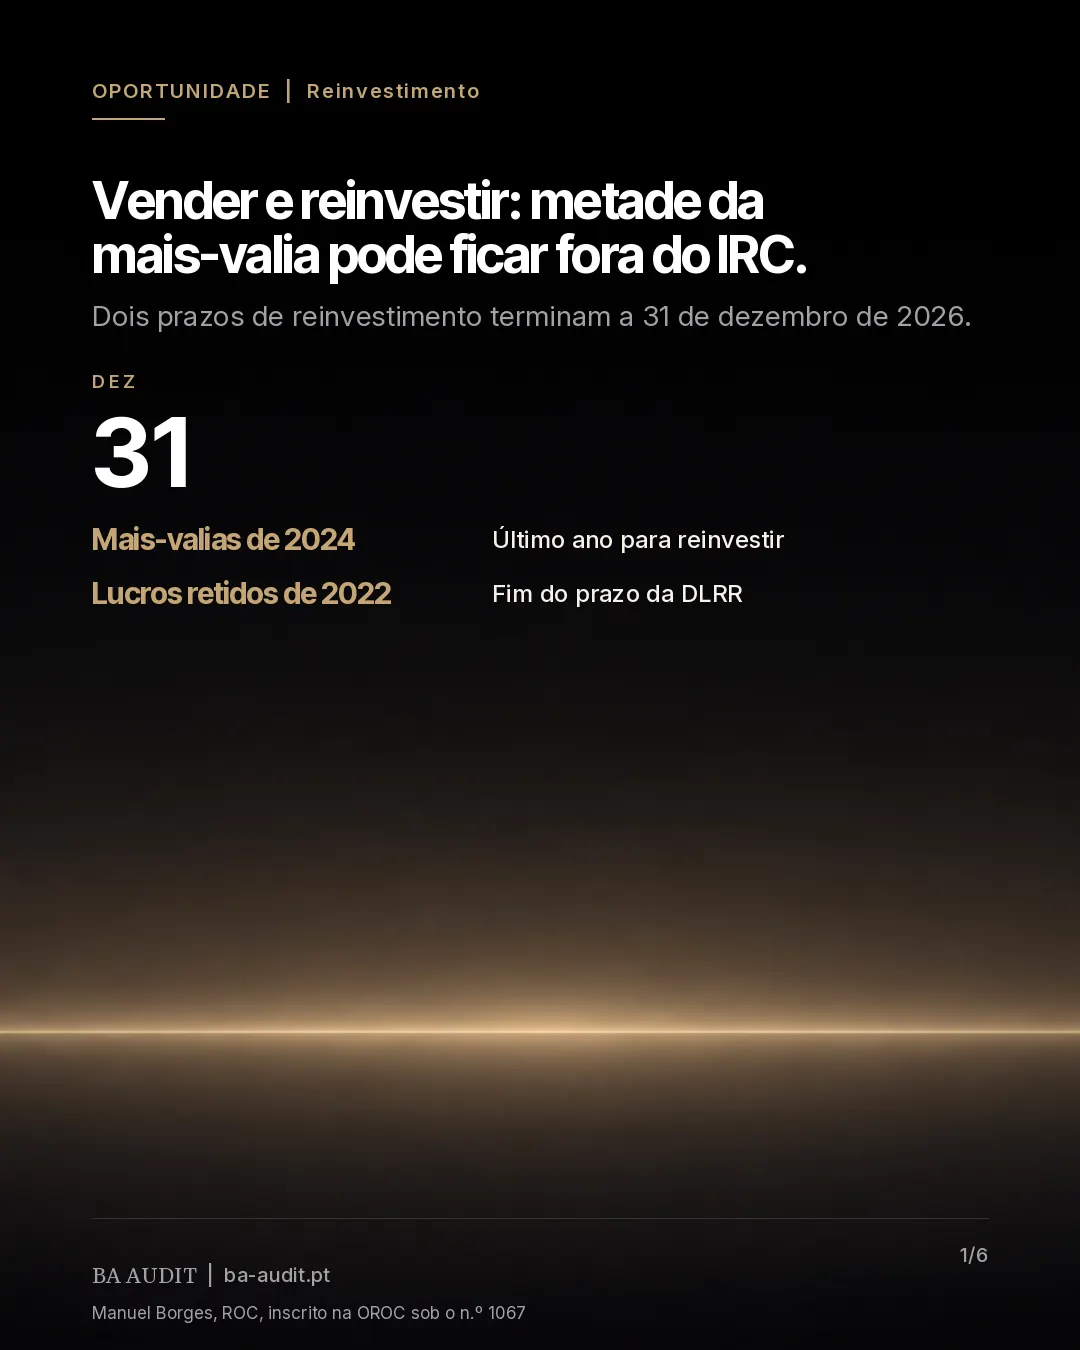 OPORTUNIDADE | Reinvestimento
Vender e reinvestir: metade da
mais-valia pode ficar fora do IRC.
Dois prazos de reinvestimento terminam a 31 de dezembro de 2026.
DEZ
31
Mais-valias de 2024 Último ano para reinvestir
Lucros retidos de 2022 Fim do prazo da DLRR
1/6
BA AUDIT | ba-audit.pt
Manuel Borges, ROC, inscrito na OROC sob o n.º 1067